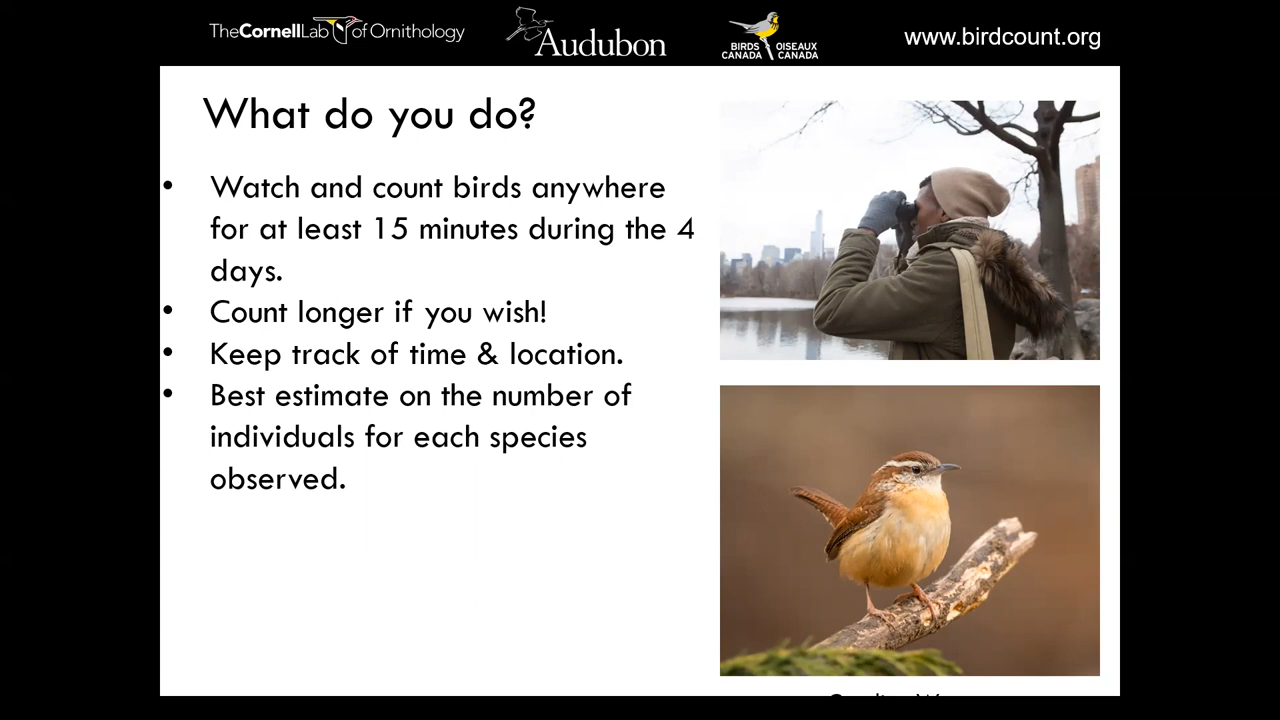 The CornellLab of Ornithology
Audubon
BIRDS OISEAUX
CANADA CANADA
www.birdcount.org
What do you do?
• Watch and count birds anywhere
for at least 15 minutes during the 4
days.
• Count longer if you wish!
• Keep track of time & location.
• Best estimate on the number of
individuals for each species
observed.